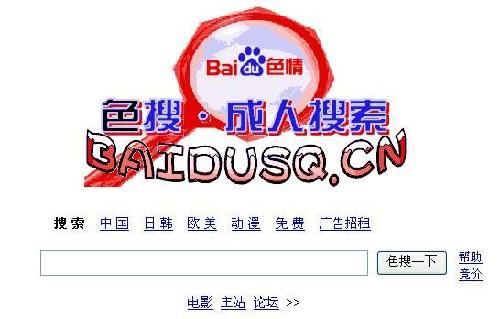 Bai du 色情
色搜·成人搜索
BAIDUSQ.CN
搜索 中国 日韩 欧美 动漫 免费 广告招租
色搜一下 帮助
竞价
电影 主站 论坛 >>